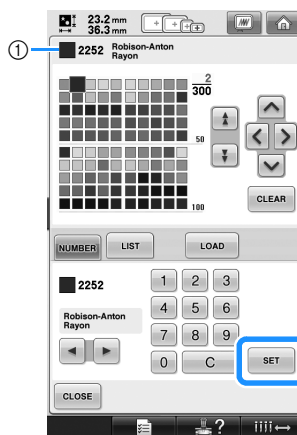 23.2 mm
36.3 mm
1 2252 Robison-Anton
Rayon
2
300
50
100
CLEAR
NUMBER LIST LOAD
2252
Robison-Anton
Rayon
1 2 3
4 5 6
7 8 9
0 C
SET
CLOSE
?